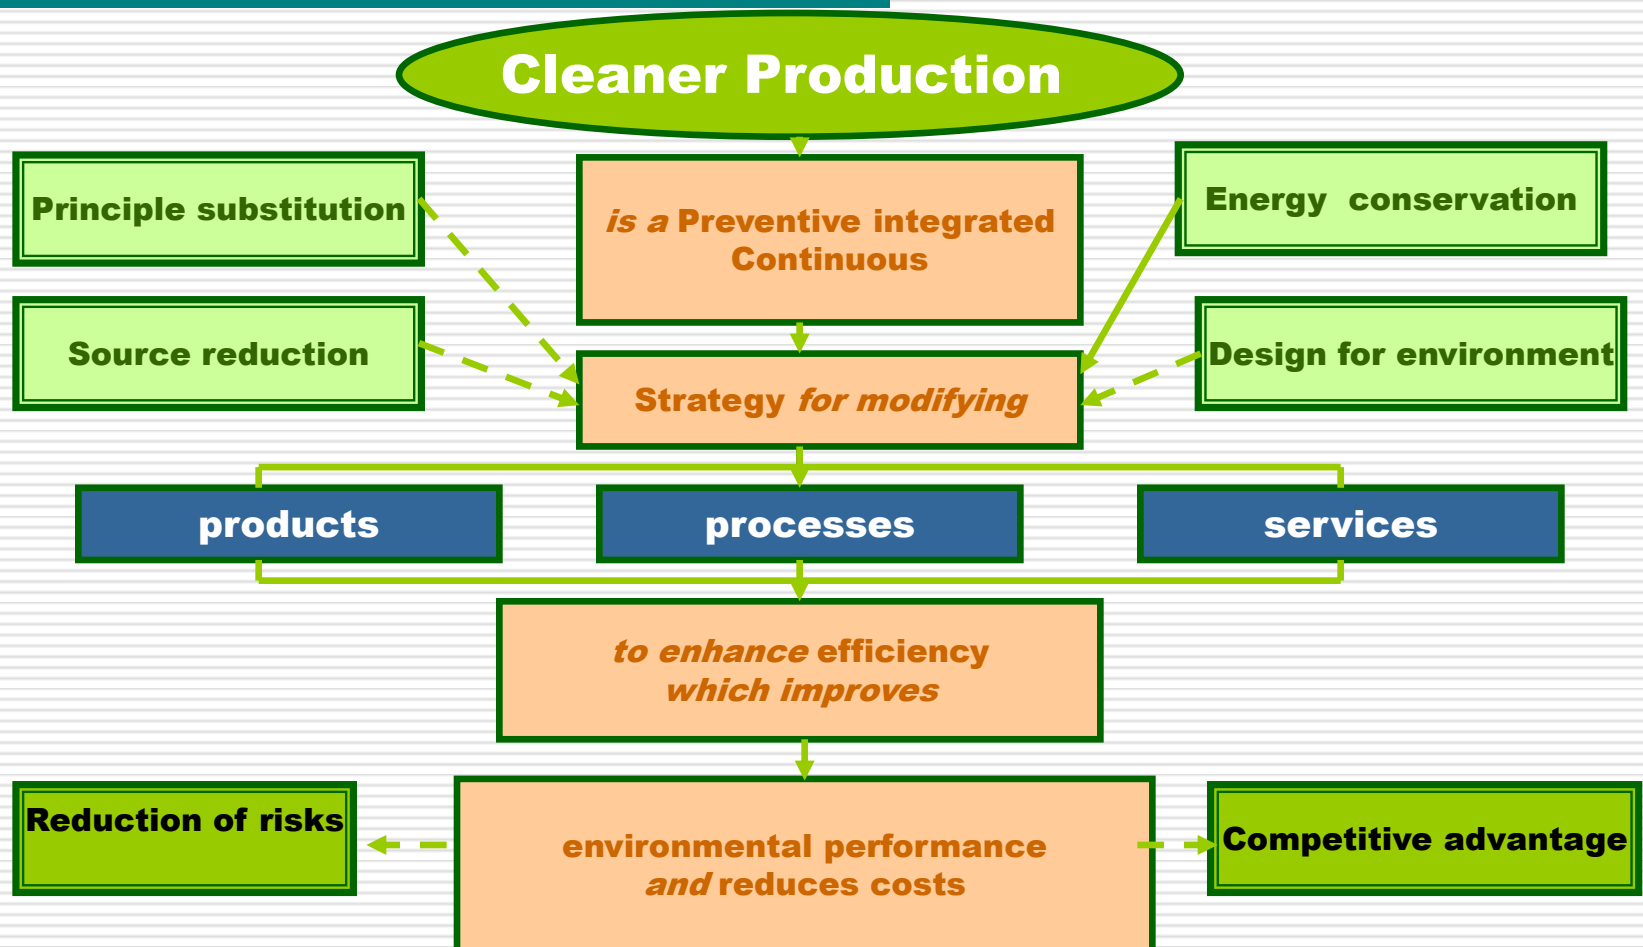 Cleaner Production
Principle substitution
is a Preventive integrated
Continuous
Energy conservation
Source reduction
Strategy for modifying
Design for environment
products
processes
services
to enhance efficiency
which improves
Reduction of risks
environmental performance
and reduces costs
Competitive advantage